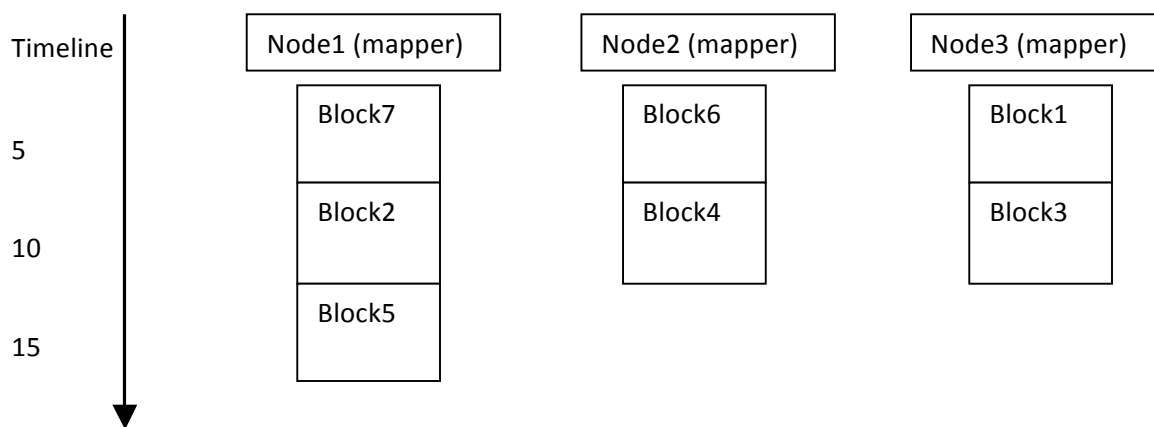 Timeline Node1 (mapper) Node2 (mapper) Node3 (mapper)
Block7 Block6 Block1
5
Block2 Block4 Block3
10
Block5
15